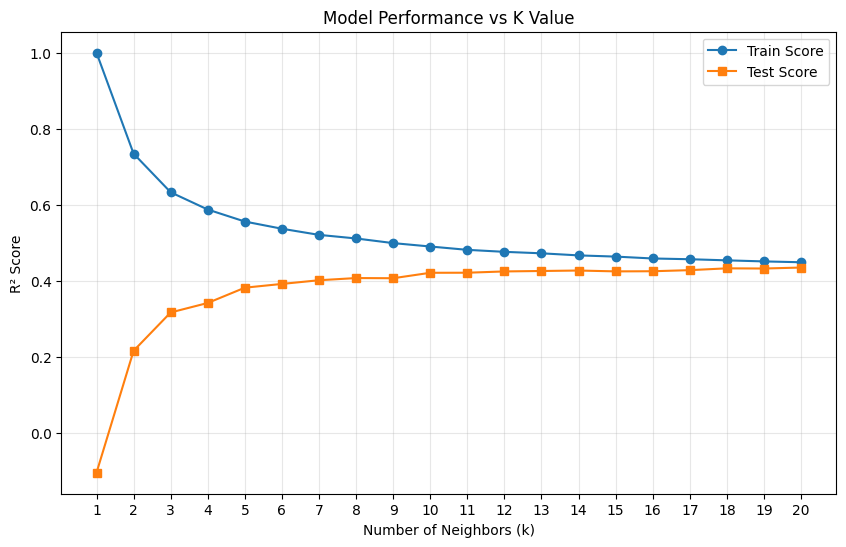 Model Performance vs K Value
Train Score
Test Score
R² Score
1.0
0.8
0.6
0.4
0.2
0.0
1 2 3 4 5 6 7 8 9 10 11 12 13 14 15 16 17 18 19 20
Number of Neighbors (k)